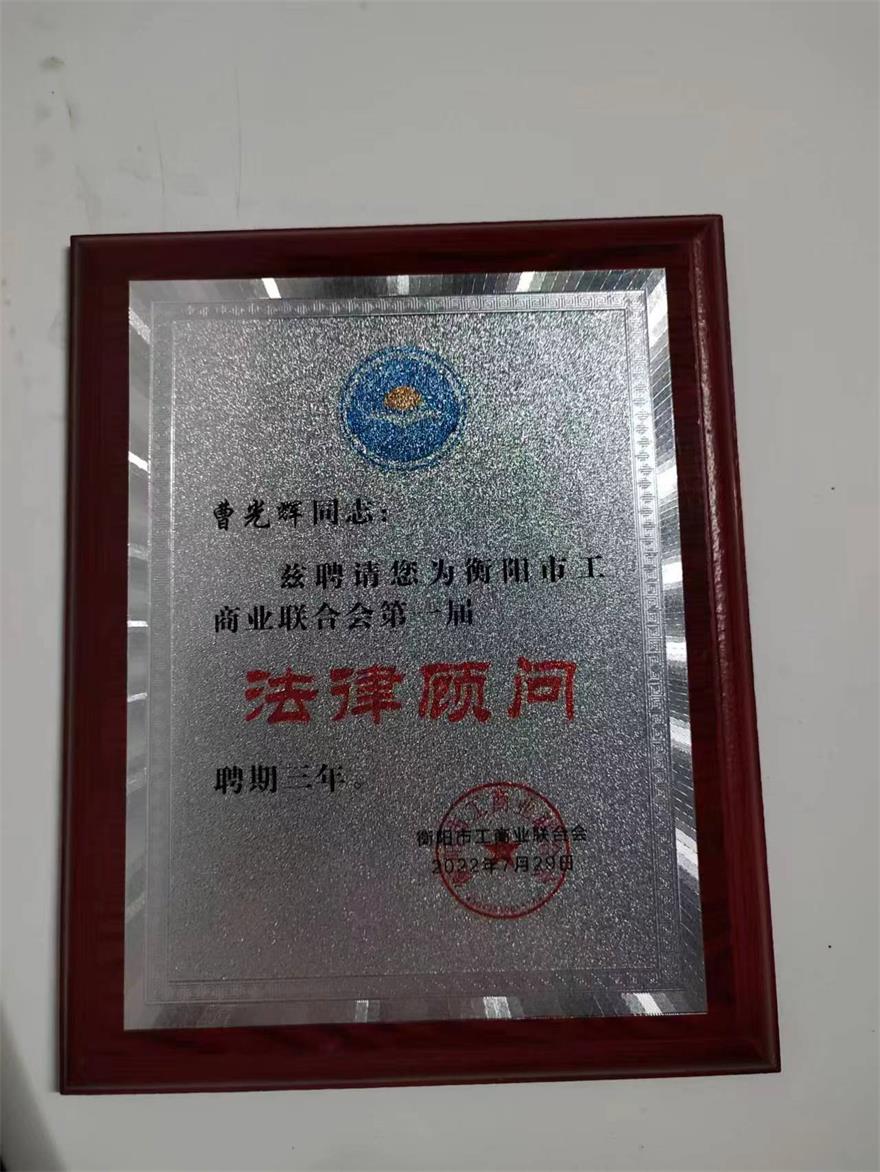 曹光辉同志：
兹聘请您为衡阳市工
商业联合会第一届
法律顾问
聘期三年。
衡阳市工商业联合会
2022年7月29日